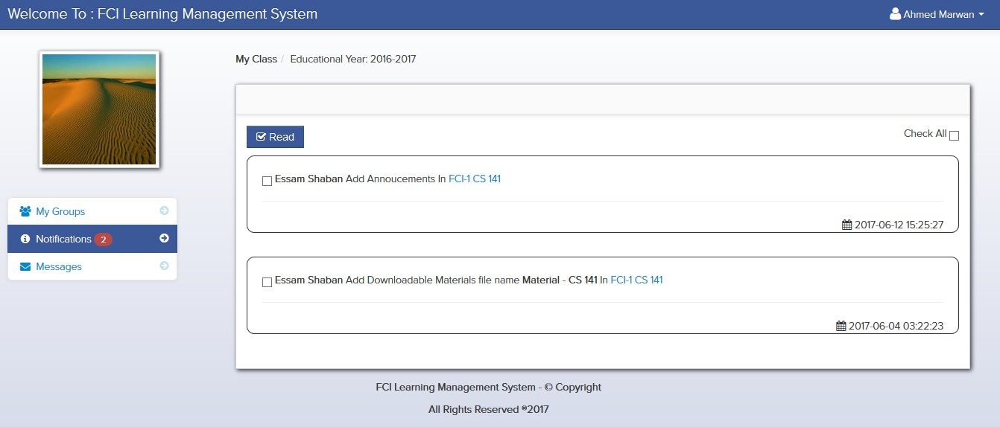 Welcome To : FCI Learning Management System
Ahmed Marwan
My Class / Educational Year: 2016-2017
Read
Check All
Essam Shaban Add Annoucements In FCI-1 CS 141
2017-06-12 15:25:27
My Groups
Notifications 2
Messages
Essam Shaban Add Downloadable Materials file name Material - CS 141 In FCI-1 CS 141
2017-06-04 03:22:23
FCI Learning Management System - © Copyright
All Rights Reserved ®2017